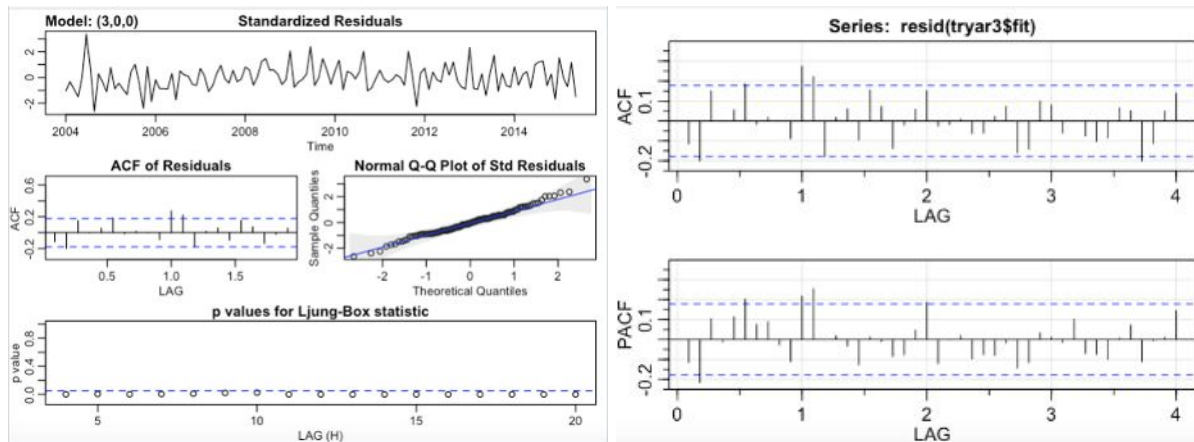 Model: (3,0,0) Standardized Residuals
2
0
-2
2004 2006 2008 2010 2012 2014
Time
ACF of Residuals
ACF
0.6
0.2
-0.2
0.5 1.0 1.5
LAG
Normal Q-Q Plot of Std Residuals
Sample Quantiles
2
0
-2
-2 -1 0 1 2
Theoretical Quantiles
p values for Ljung-Box statistic
p value
0.8
0.4
0.0
5 10 15 20
LAG (H)
Series: resid(tryar3$fit)
ACF
0.1
-0.2
0 1 2 3 4
LAG
PACF
0.1
-0.2
0 1 2 3 4
LAG